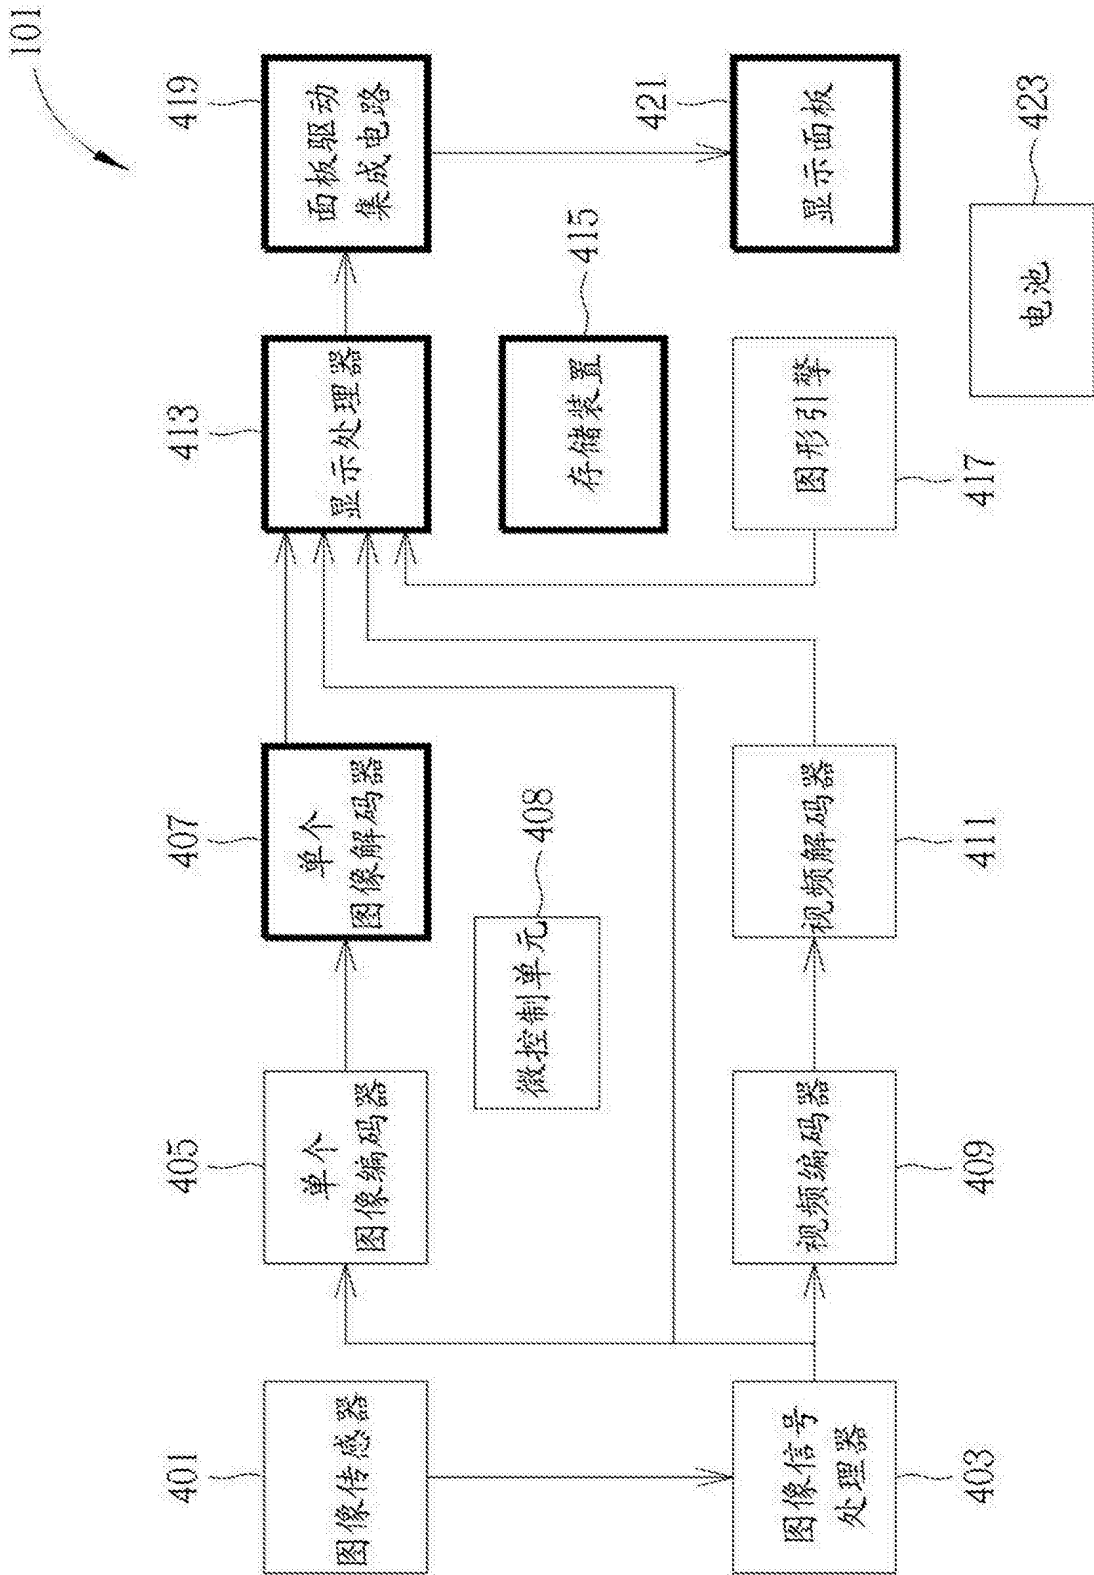 101
401
图像传感器
403
图像信号
处理器
405
单个
图像编码器
407
单个
图像解码器
408
微控制单元
409
视频编码器
411
视频解码器
413
显示处理器
415
存储装置
417
图形引擎
419
面板驱动
集成电路
421
显示面板
423
电池